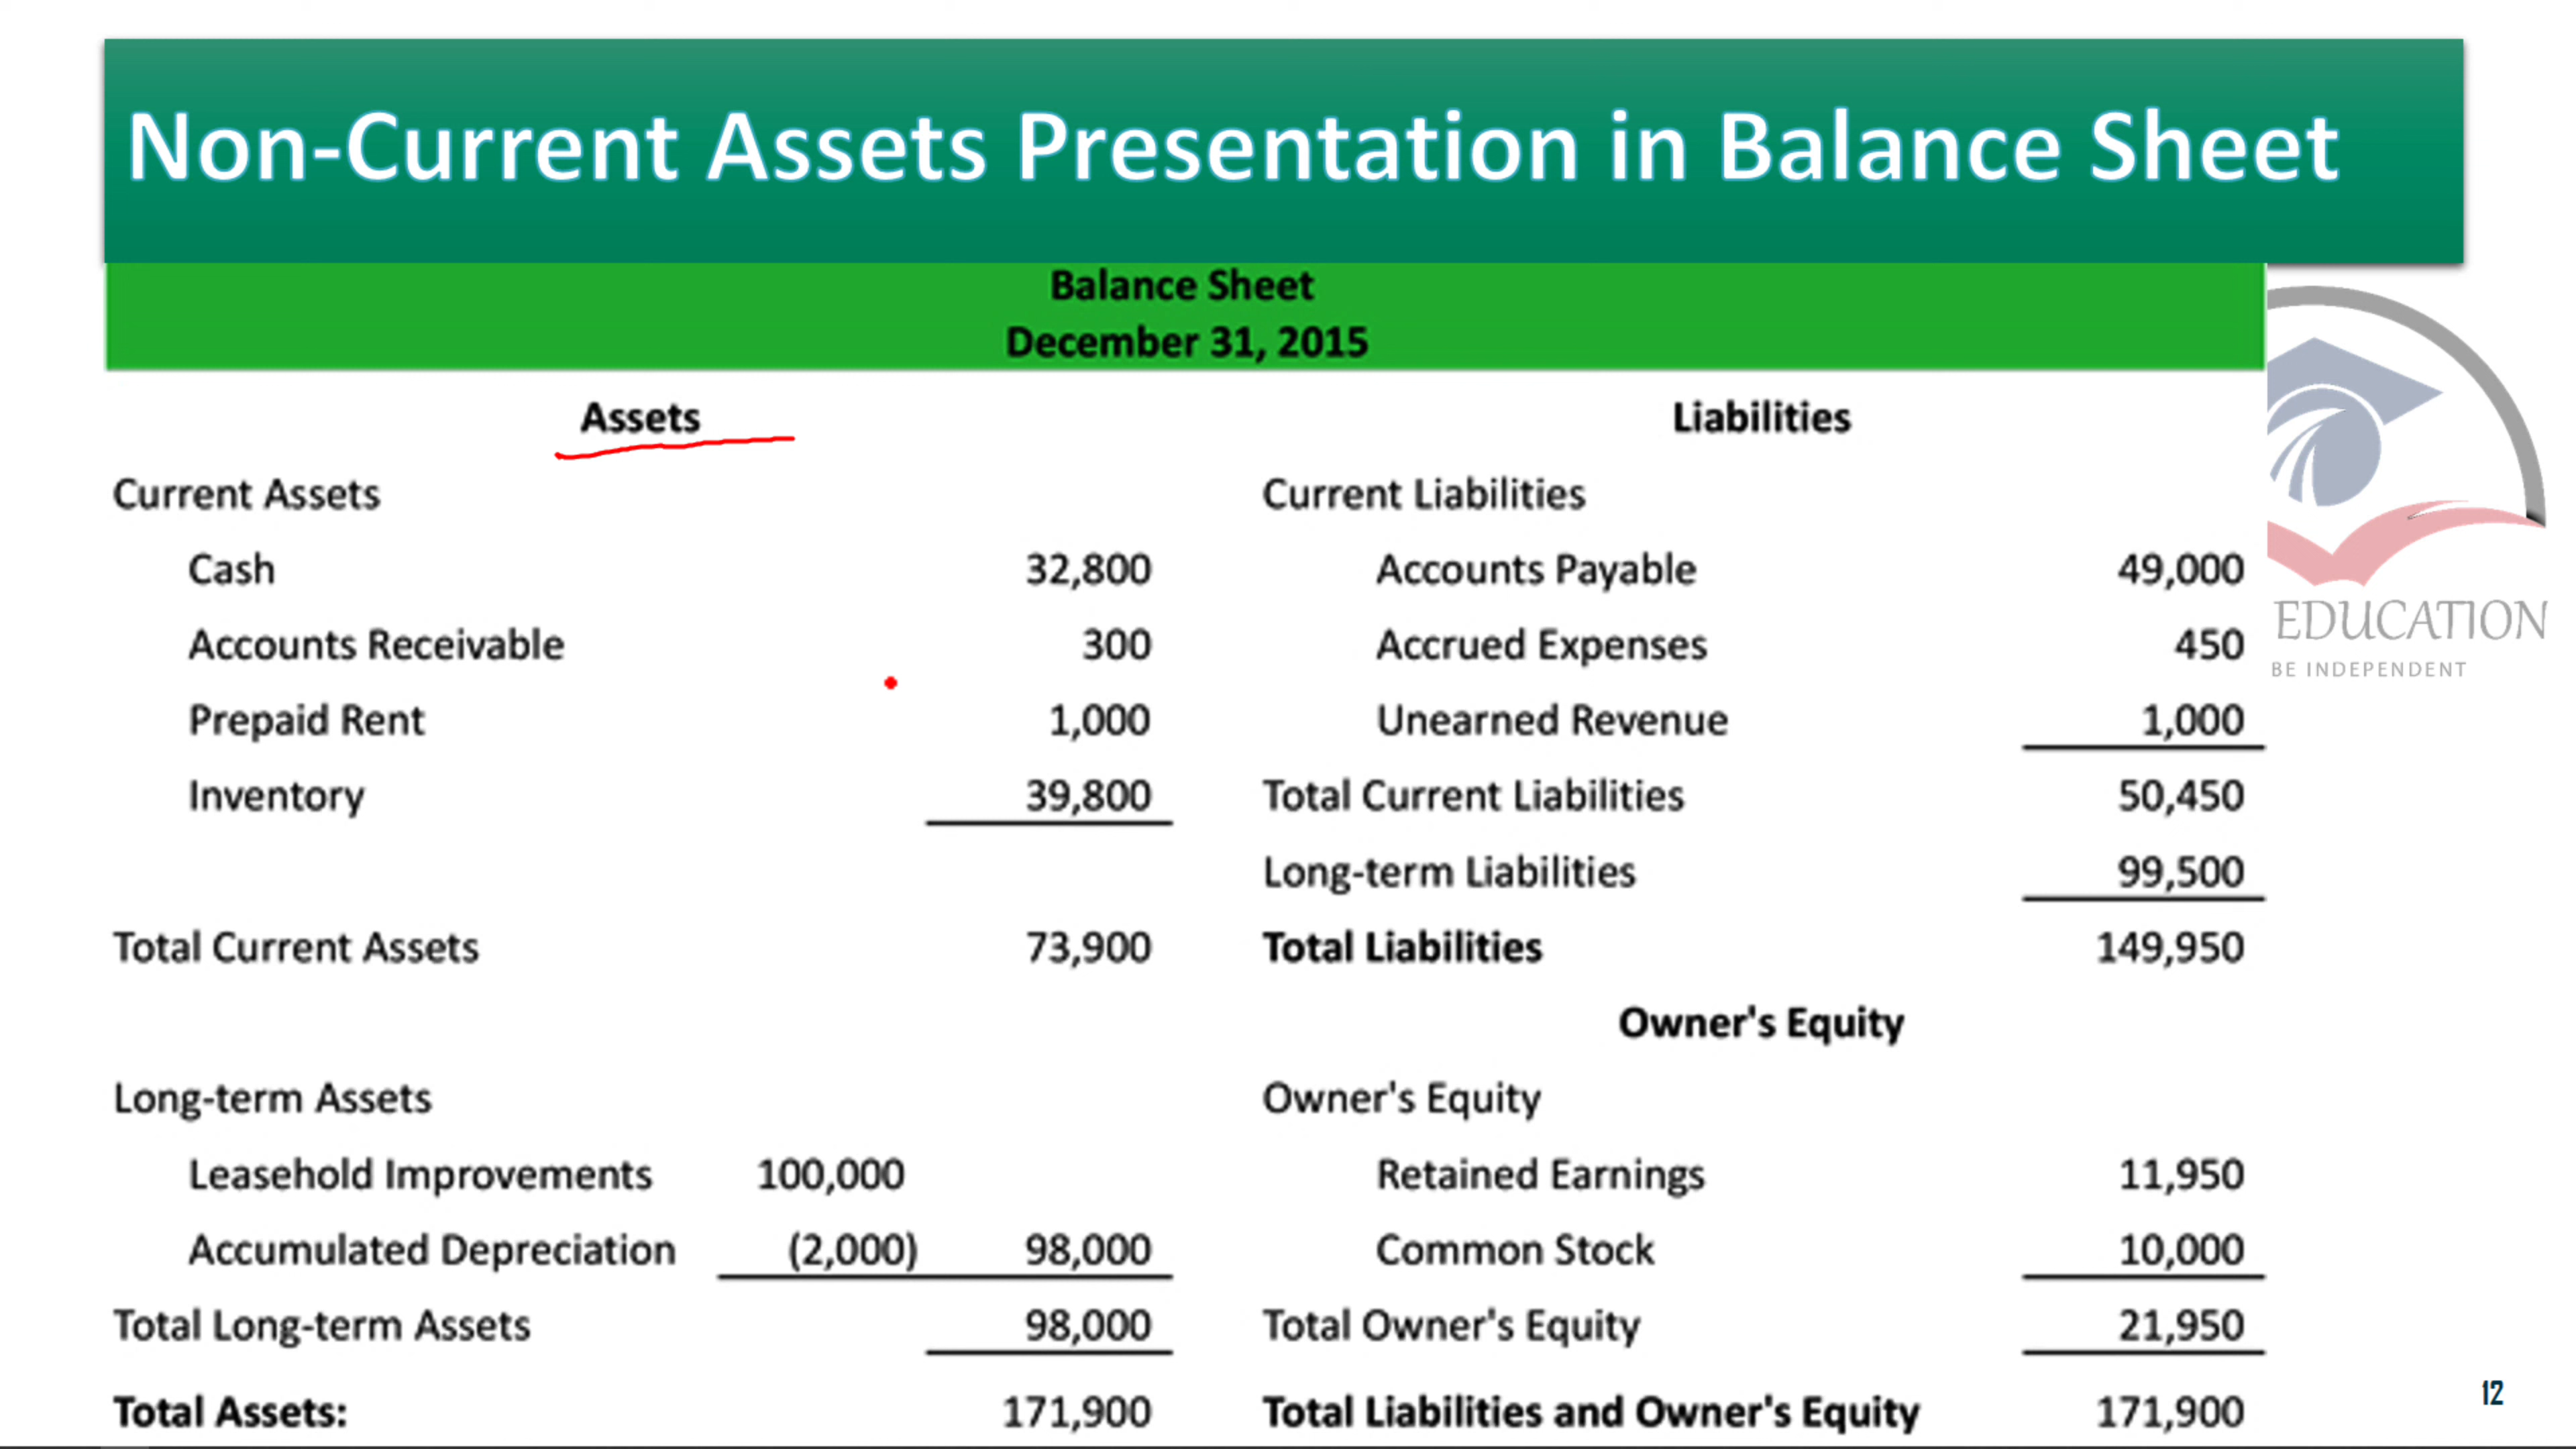 Non-Current Assets Presentation in Balance Sheet
Balance Sheet
December 31, 2015
Assets
Current Assets
Cash 32,800
Accounts Receivable 300
Prepaid Rent 1,000
Inventory 39,800
Total Current Assets 73,900
Long-term Assets
Leasehold Improvements 100,000
Accumulated Depreciation (2,000) 98,000
Total Long-term Assets 98,000
Total Assets: 171,900
Liabilities
Current Liabilities
Accounts Payable 49,000
Accrued Expenses 450
Unearned Revenue 1,000
Total Current Liabilities 50,450
Long-term Liabilities 99,500
Total Liabilities 149,950
Owner's Equity
Owner's Equity
Retained Earnings 11,950
Common Stock 10,000
Total Owner's Equity 21,950
Total Liabilities and Owner's Equity 171,900
EDUCATION
BE INDEPENDENT
12